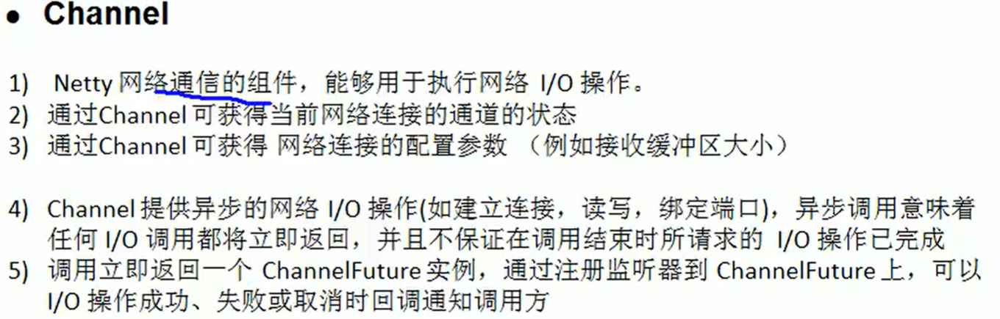 ● Channel
1) Netty 网络通信的组件，能够用于执行网络 I/O 操作。
2) 通过Channel 可获得当前网络连接的通道的状态
3) 通过Channel 可获得 网络连接的配置参数 （例如接收缓冲区大小）
4) Channel 提供异步的网络 I/O 操作(如建立连接，读写，绑定端口)，异步调用意味着
任何 I/O 调用都将立即返回，并且不保证在调用结束时所请求的 I/O 操作已完成
5) 调用立即返回一个 ChannelFuture 实例，通过注册监听器到 ChannelFuture 上，可以
I/O 操作成功、失败或取消时回调通知调用方